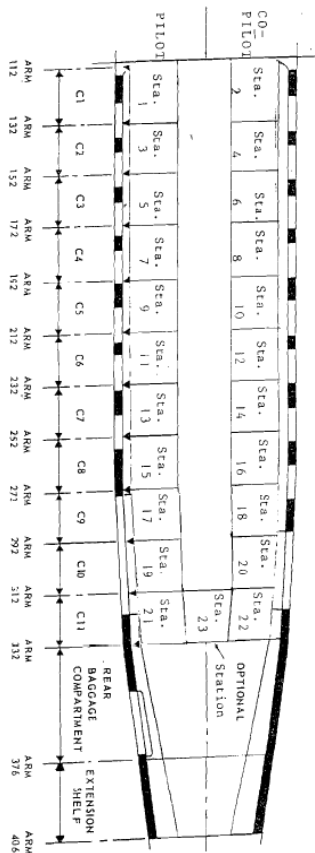 CO-
PILOT
Sta. 2
Sta. 4
Sta. 6
Sta. 8
Sta. 10
Sta. 12
Sta. 14
Sta. 16
Sta. 18
Sta. 20
Sta. 22
OPTIONAL
Station
Sta. 23
PILOT
Sta. 1
Sta. 3
Sta. 5
Sta. 7
Sta. 9
Sta. 11
Sta. 13
Sta. 15
Sta. 17
Sta. 19
Sta. 21
C1
C2
C3
C4
C5
C6
C7
C8
C9
C10
C11
REAR
BAGGAGE
COMPARTMENT
EXTENSION
SHELF
ARM 112
ARM 132
ARM 152
ARM 172
ARM 192
ARM 212
ARM 232
ARM 252
ARM 271
ARM 292
ARM 312
ARM 332
ARM 376
ARM 406